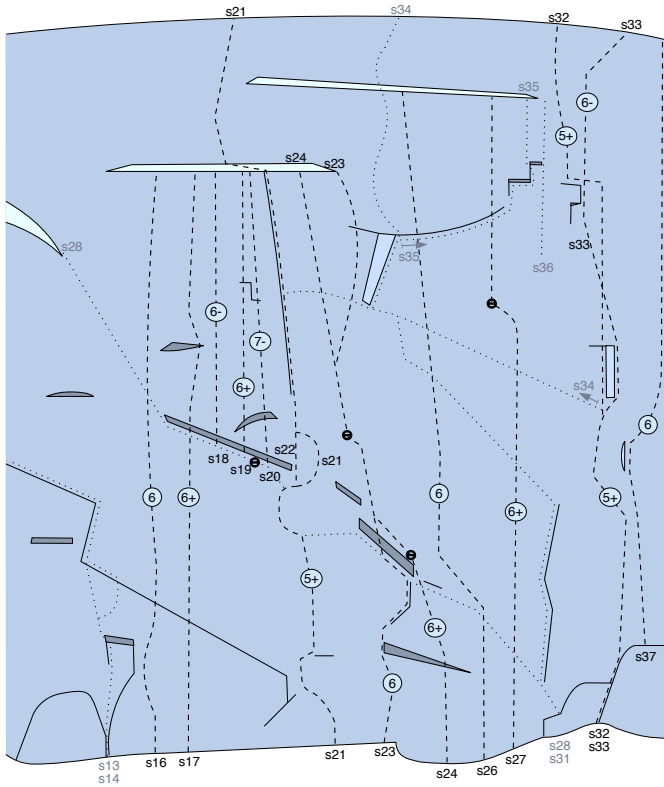 s21
s34
s32
s33
s35
6-
5+
s24
s23
s33
s28
s35
s36
6-
7-
6+
s34
6
s22
s21
s18
s19
s20
6
6+
6
5+
6+
5+
6+
6
s37
s16
s17
s21
s23
s24
s26
s27
s28
s31
s32
s33
s13
s14